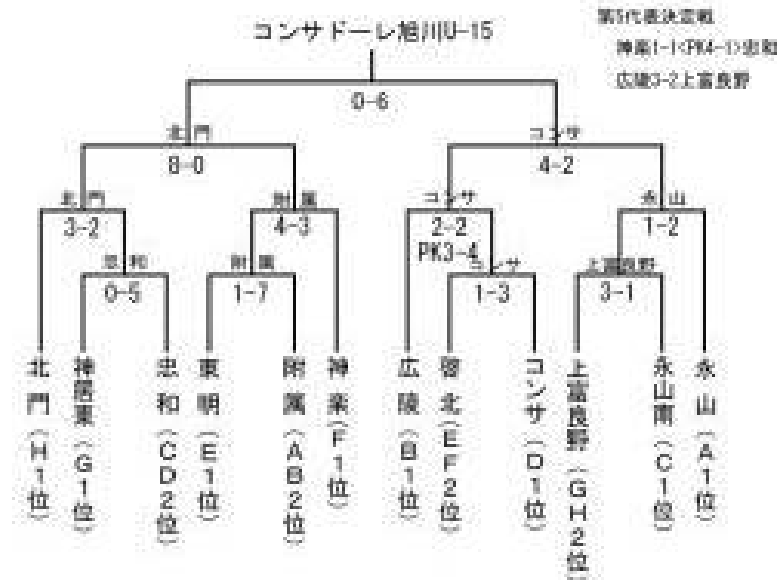 コンサドーレ旭川U-15
第5代表決定戦
神楽1-1<PK4-1>忠和
広陵3-2上富良野
0-6
北門
コンサ
8-0
4-2
北門
附属
コンサ
永山
3-2
4-3
2-2
1-2
PK3-4
忠和
附属
コンサ
上富良野
0-5
1-7
1-3
3-1
北門(H1位)
神居東(G1位)
忠和(CD2位)
東明(E1位)
附属(AB2位)
神楽(F1位)
広陵(B1位)
啓北(EF2位)
コンサ(D1位)
上富良野(GH2位)
永山南(C1位)
永山(A1位)